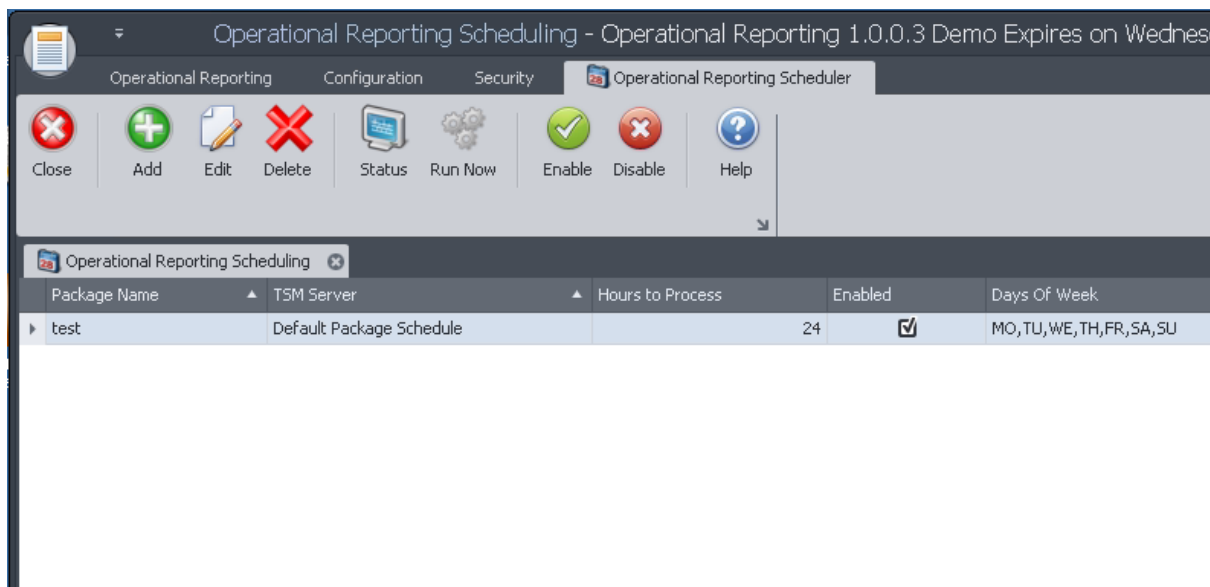 Operational Reporting Scheduling - Operational Reporting 1.0.0.3 Demo Expires on Wednes
Operational Reporting Configuration Security Operational Reporting Scheduler
Close Add Edit Delete Status Run Now Enable Disable Help
Operational Reporting Scheduling
Package Name TSM Server Hours to Process Enabled Days Of Week
test Default Package Schedule 24 MO,TU,WE,TH,FR,SA,SU